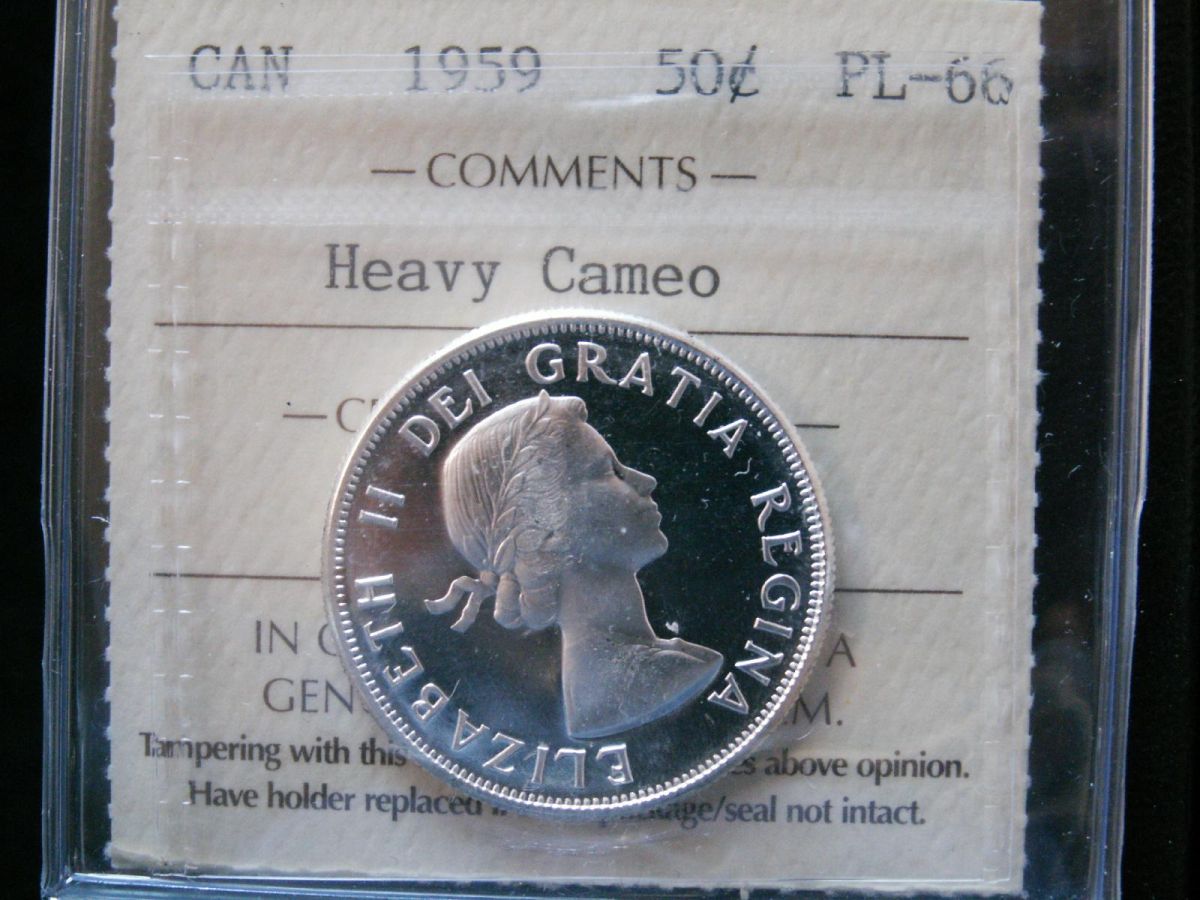 CAN 1959 50¢ PL-66
— COMMENTS —
Heavy Cameo
ELIZABETH II DEI GRATIA REGINA
IN A
Tampering with this above opinion.
Have holder replaced /seal not intact.